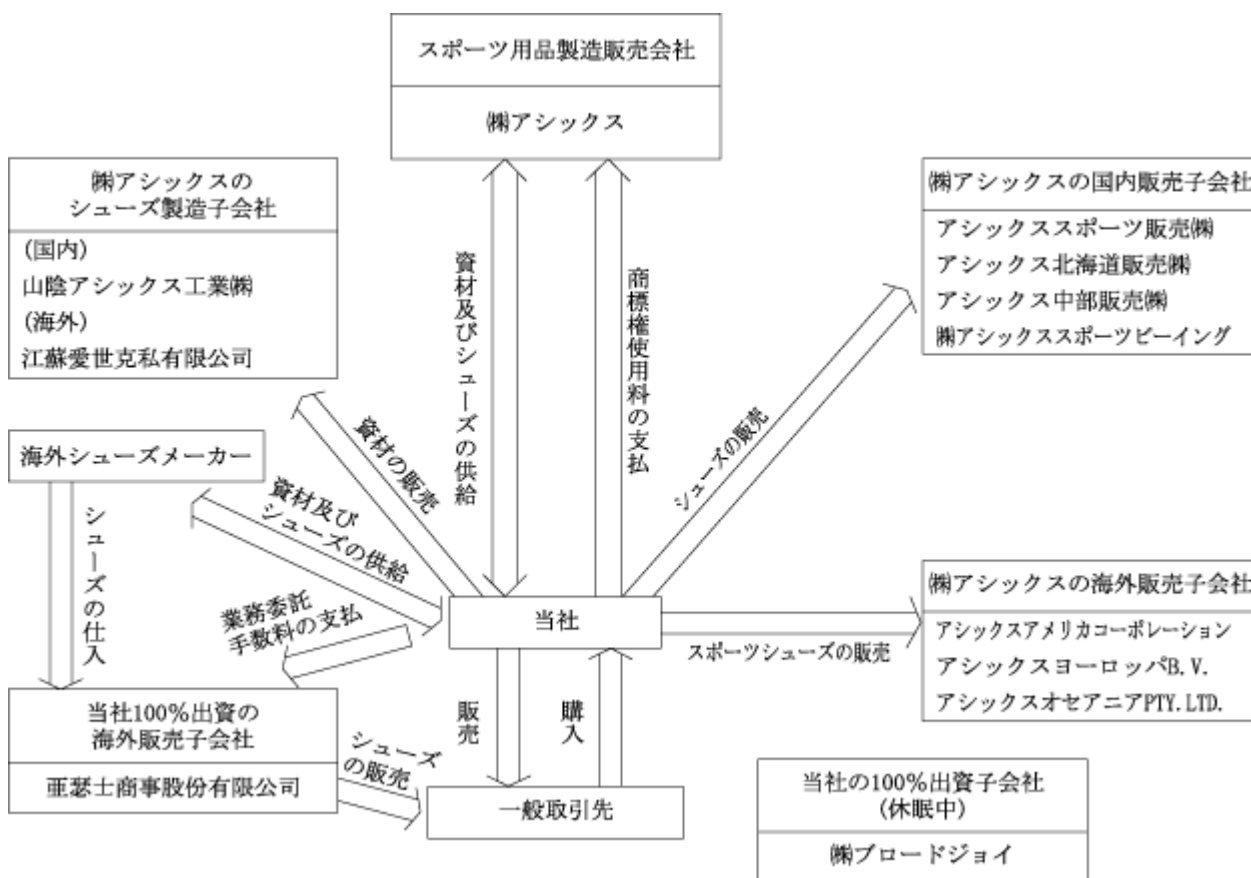 スポーツ用品製造販売会社
㈱アシックス
㈱アシックスの
シューズ製造子会社
(国内)
山陰アシックス工業㈱
(海外)
江蘇愛世克私有限公司
㈱アシックスの国内販売子会社
アシックススポーツ販売㈱
アシックス北海道販売㈱
アシックス中部販売㈱
㈱アシックススポーツビーイング
資材及びシューズの供給
商標権使用料の支払
シューズの販売
資材の販売
海外シューズメーカー
資材及び
シューズの供給
シューズの仕入
業務委託
手数料の支払
当社
スポーツシューズの販売
㈱アシックスの海外販売子会社
アシックスアメリカコーポレーション
アシックスヨーロッパB.V.
アシックスオセアニアPTY.LTD.
当社100%出資の
海外販売子会社
亜瑟士商事股份有限公司
シューズ
の販売
販売
購入
一般取引先
当社の100%出資子会社
(休眠中)
㈱ブロードジョイ